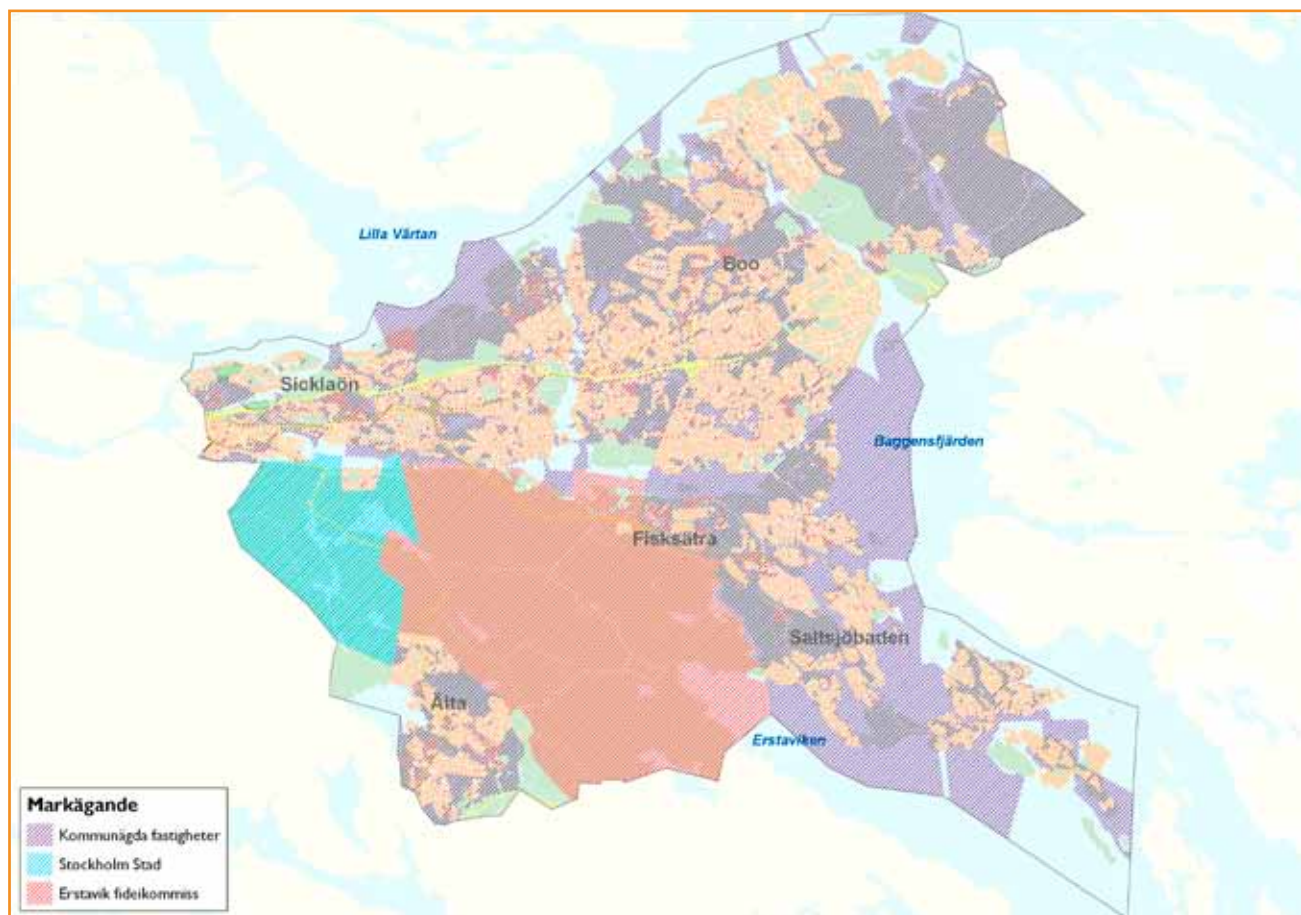 Lilla Värtan
Boo
Sicklaön
Baggensfjärden
Fisksätra
Saltsjöbaden
Älta
Erstaviken
Markägande
Kommunägda fastigheter
Stockholm Stad
Erstavik fideikommiss